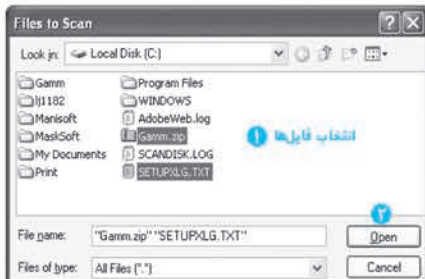 Files to Scan
Look in: Local Disk (C:)
Gamm
lj1182
Manisoft
MaskSoft
My Documents
Print
Program Files
WINDOWS
AdobeWeb.log
Gamm.zip
SCANDISK.LOG
SETUPXLG.TXT
۱ انتخاب فایل‌ها
۲
File name: "Gamm.zip" "SETUPXLG.TXT"
Open
Files of type: All Files (*.*)
Cancel